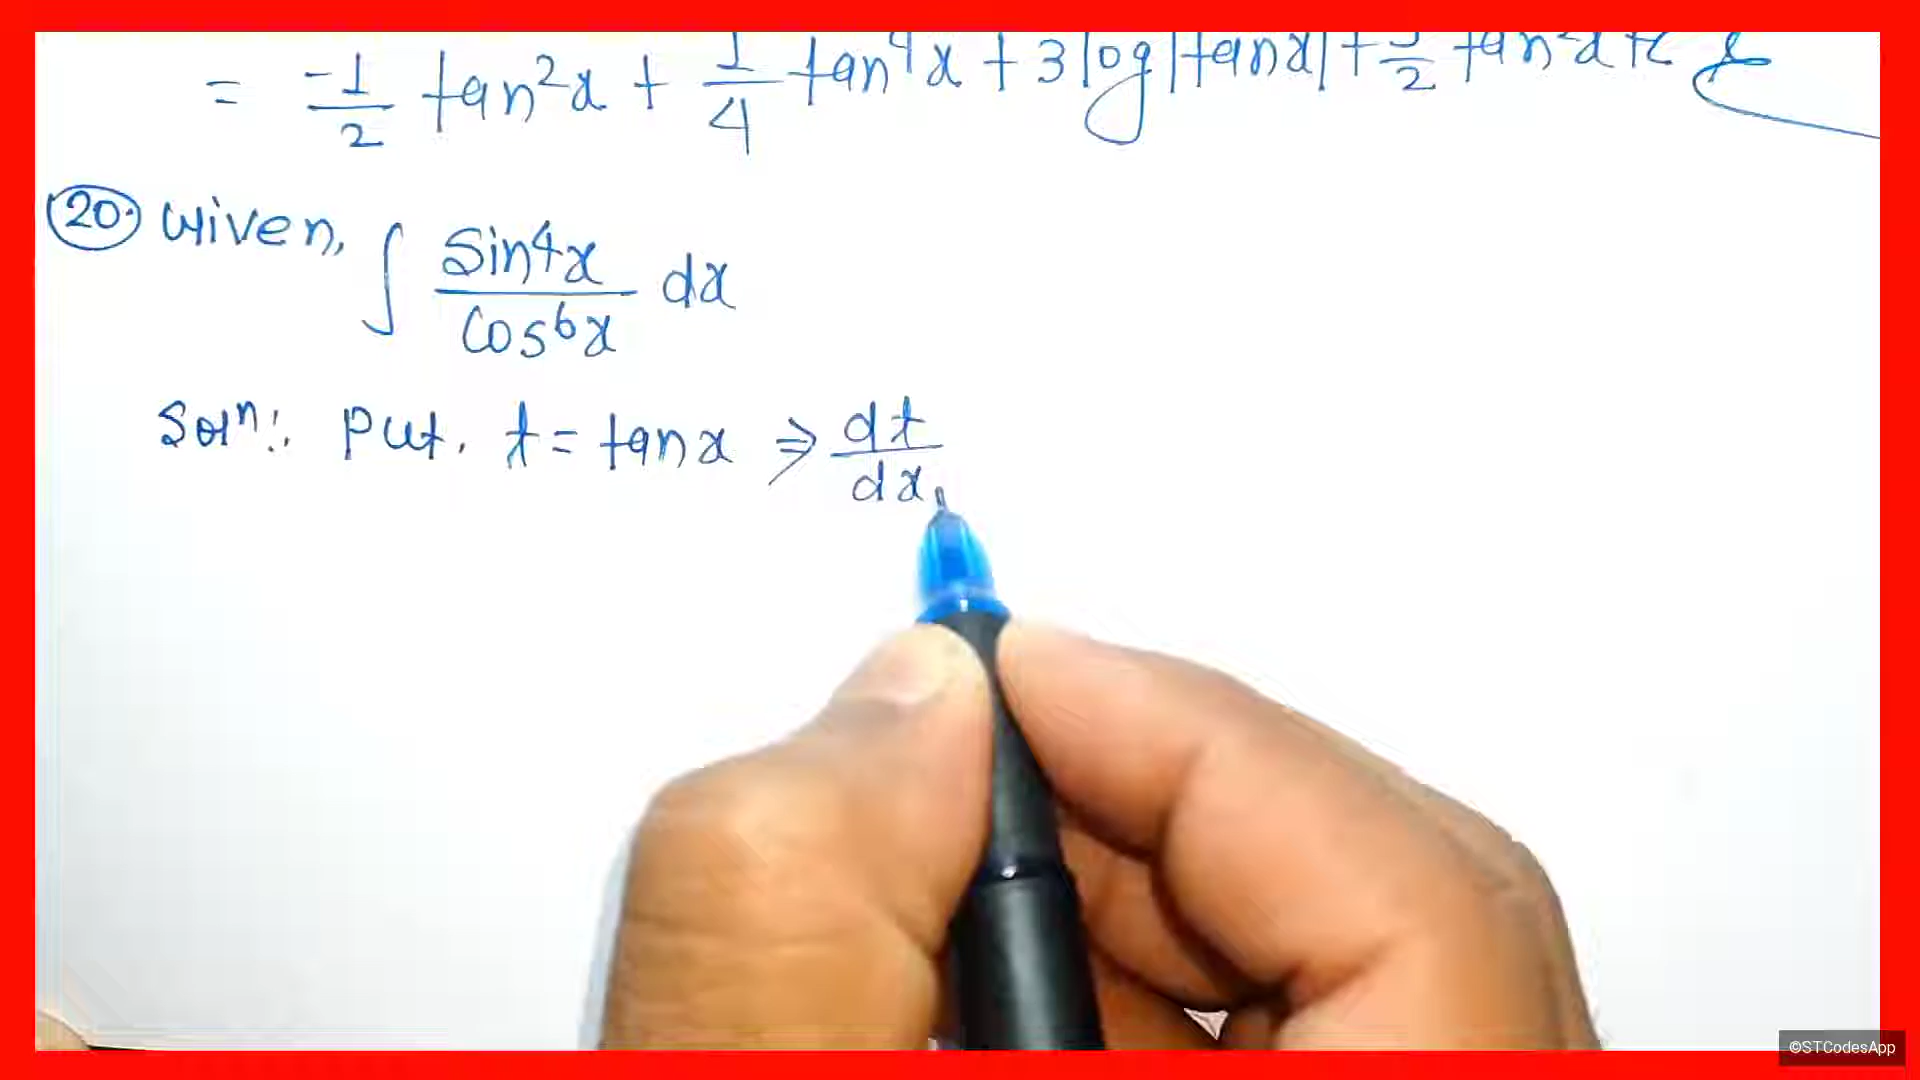 = -1/2 tan²x + 1/4 tan⁴x + 3 log|tanx| + 3/2 tan²x + c
20. Given, ∫ Sin⁴x / Cos⁶x dx
Solⁿ:. Put, t = tanx ⇒ dt/dx
©STCodesApp